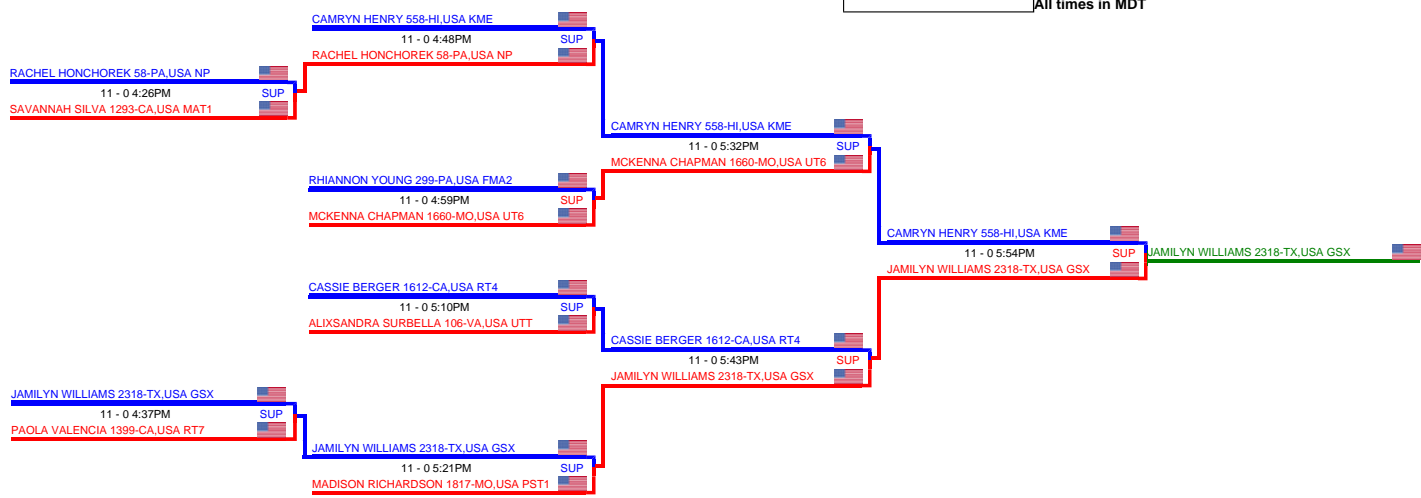 All times in MDT
CAMRYN HENRY 558-HI,USA KME
11 - 0 4:48PM SUP
RACHEL HONCHOREK 58-PA,USA NP
RACHEL HONCHOREK 58-PA,USA NP
11 - 0 4:26PM SUP
SAVANNAH SILVA 1293-CA,USA MAT1
CAMRYN HENRY 558-HI,USA KME
11 - 0 5:32PM SUP
MCKENNA CHAPMAN 1660-MO,USA UT6
RHIANNON YOUNG 299-PA,USA FMA2
11 - 0 4:59PM SUP
MCKENNA CHAPMAN 1660-MO,USA UT6
CAMRYN HENRY 558-HI,USA KME
11 - 0 5:54PM SUP
JAMILYN WILLIAMS 2318-TX,USA GSX
JAMILYN WILLIAMS 2318-TX,USA GSX
CASSIE BERGER 1612-CA,USA RT4
11 - 0 5:10PM SUP
ALIXSANDRA SURBELLA 106-VA,USA UTT
CASSIE BERGER 1612-CA,USA RT4
11 - 0 5:43PM SUP
JAMILYN WILLIAMS 2318-TX,USA GSX
JAMILYN WILLIAMS 2318-TX,USA GSX
11 - 0 4:37PM SUP
PAOLA VALENCIA 1399-CA,USA RT7
JAMILYN WILLIAMS 2318-TX,USA GSX
11 - 0 5:21PM SUP
MADISON RICHARDSON 1817-MO,USA PST1